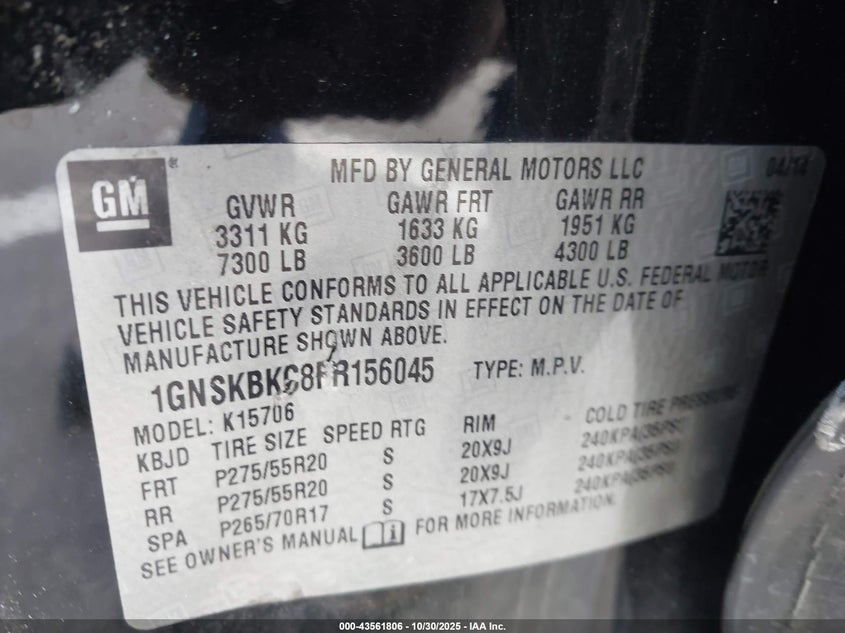 GM
®
MFD BY GENERAL MOTORS LLC 04/14
GVWR GAWR FRT GAWR RR
3311 KG 1633 KG 1951 KG
7300 LB 3600 LB 4300 LB
THIS VEHICLE CONFORMS TO ALL APPLICABLE U.S. FEDERAL MOTOR
VEHICLE SAFETY STANDARDS IN EFFECT ON THE DATE OF
MANUFACTURE SHOWN ABOVE.
1GNSKBKC8FR156045 TYPE: M.P.V.
MODEL: K15706
KBJD TIRE SIZE SPEED RTG RIM COLD TIRE PRESSURE
FRT P275/55R20 S 20X9J 240KPA(35PSI)
RR P275/55R20 S 20X9J 240KPA(35PSI)
SPA P265/70R17 S 17X7.5J 240KPA(35PSI)
SEE OWNER'S MANUAL FOR MORE INFORMATION.
000-43561806 | 10/30/2025 - IAA Inc.